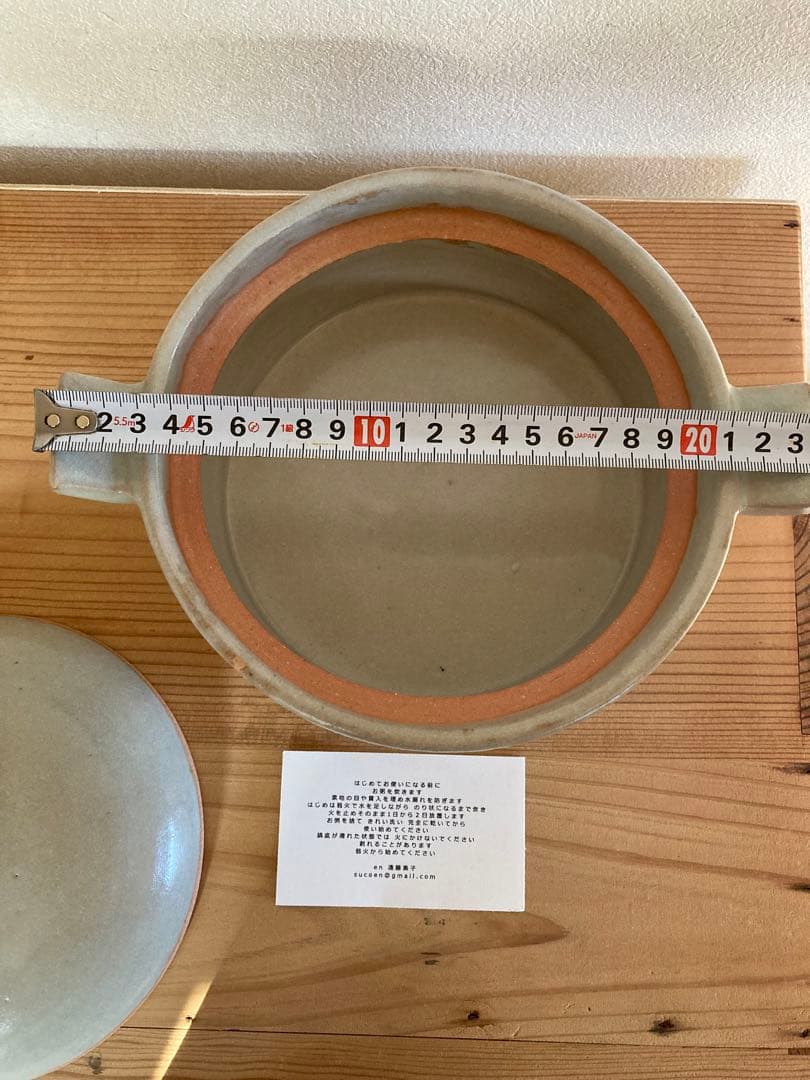 2 5.5m 3 4 5 6 7 1級 8 9 10 1 2 3 4 5 6 JAPAN 7 8 9 20 1 2 3
はじめてお使いになる前に
お粥を炊きます
素地の目や貫入を埋め水漏れを防ぎます
はじめは弱火で水を足しながら のり状になるまで炊き
火を止めそのまま1日から2日放置します
お粥を捨て きれい洗い 完全に乾いてから
使い始めてください
鍋底が濡れた状態では 火にかけないでください
割れることがあります
弱火から始めてください
en 遠藤素子
sucoen@gmail.com